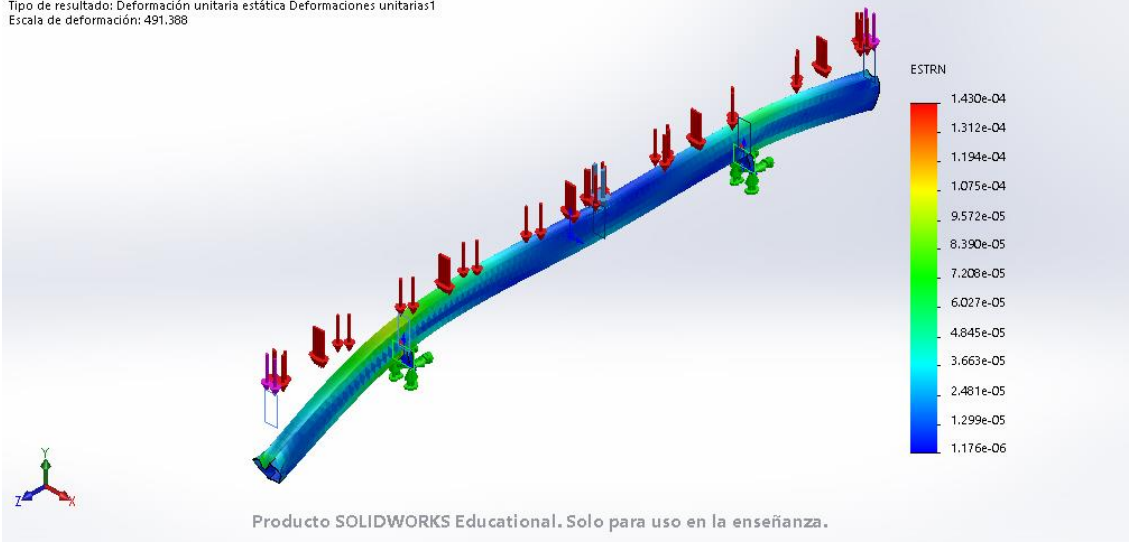 Tipo de resultado: Deformación unitaria estática Deformaciones unitarias1
Escala de deformación: 491.388
ESTRN
1.430e-04
1.312e-04
1.194e-04
1.075e-04
9.572e-05
8.390e-05
7.208e-05
6.027e-05
4.845e-05
3.663e-05
2.481e-05
1.299e-05
1.176e-06
Y
Z
X
Producto SOLIDWORKS Educational. Solo para uso en la enseñanza.